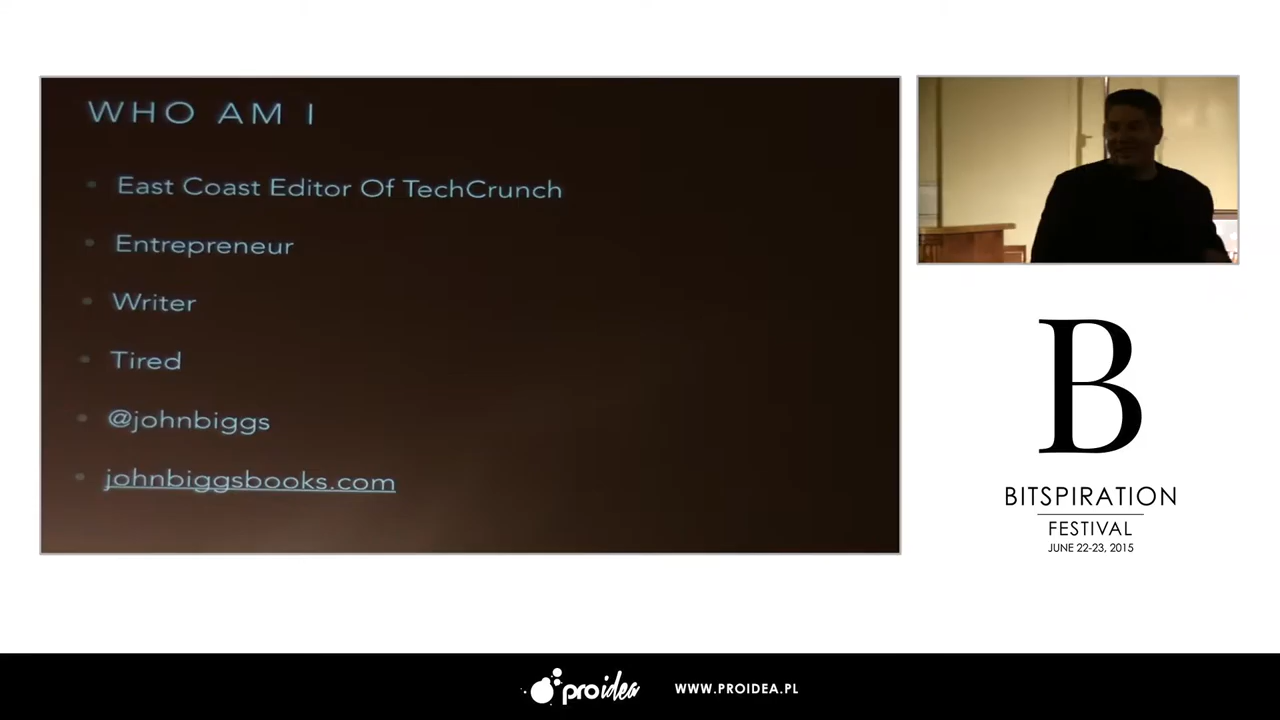 WHO AM I
East Coast Editor Of TechCrunch
Entrepreneur
Writer
Tired
@johnbiggs
johnbiggsbooks.com
B
BITSPIRATION
FESTIVAL
JUNE 22-23, 2015
proidea
WWW.PROIDEA.PL